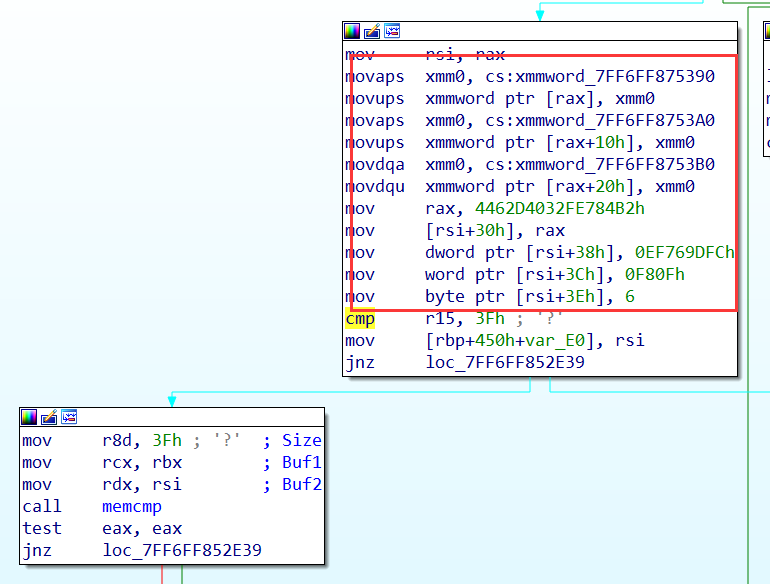 mov rsi, rax
movaps xmm0, cs:xmmword_7FF6FF875390
movups xmmword ptr [rax], xmm0
movaps xmm0, cs:xmmword_7FF6FF8753A0
movups xmmword ptr [rax+10h], xmm0
movdqa xmm0, cs:xmmword_7FF6FF8753B0
movdqu xmmword ptr [rax+20h], xmm0
mov rax, 4462D4032FE784B2h
mov [rsi+30h], rax
mov dword ptr [rsi+38h], 0EF769DFCh
mov word ptr [rsi+3Ch], 0F80Fh
mov byte ptr [rsi+3Eh], 6
cmp r15, 3Fh ; '?'
mov [rbp+450h+var_E0], rsi
jnz loc_7FF6FF852E39
mov r8d, 3Fh ; '?' ; Size
mov rcx, rbx ; Buf1
mov rdx, rsi ; Buf2
call memcmp
test eax, eax
jnz loc_7FF6FF852E39